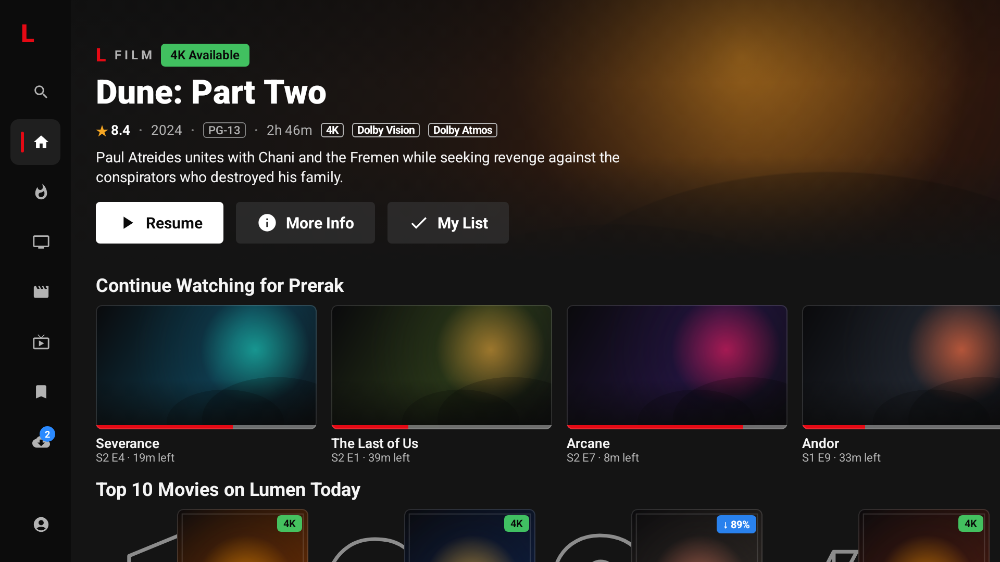 L
L FILM 4K Available
Dune: Part Two
★ 8.4 · 2024 · PG-13 · 2h 46m 4K Dolby Vision Dolby Atmos
Paul Atreides unites with Chani and the Fremen while seeking revenge against the
conspirators who destroyed his family.
Resume More Info My List
Continue Watching for Prerak
Severance The Last of Us Arcane Andor
S2 E4 · 19m left S2 E1 · 39m left S2 E7 · 8m left S1 E9 · 33m left
2
Top 10 Movies on Lumen Today
4K 4K ↓ 89% 4K